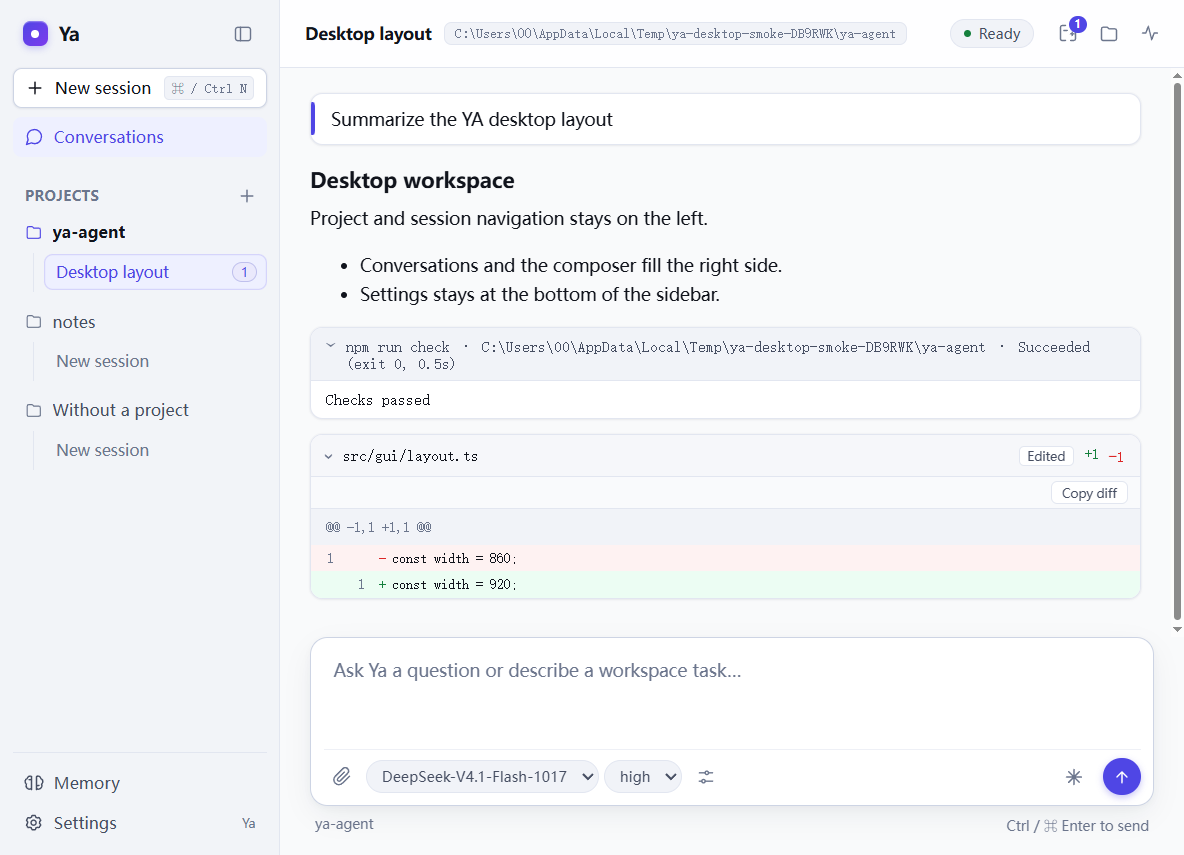 Ya
New session ⌘ / Ctrl N
Conversations
PROJECTS
ya-agent
Desktop layout 1
notes
New session
Without a project
New session
Memory
Settings Ya
Desktop layout C:\Users\00\AppData\Local\Temp\ya-desktop-smoke-DB9RWK\ya-agent Ready 1
Summarize the YA desktop layout
Desktop workspace
Project and session navigation stays on the left.
• Conversations and the composer fill the right side.
• Settings stays at the bottom of the sidebar.
npm run check · C:\Users\00\AppData\Local\Temp\ya-desktop-smoke-DB9RWK\ya-agent · Succeeded
(exit 0, 0.5s)
Checks passed
src/gui/layout.ts Edited +1 −1
Copy diff
@@ -1,1 +1,1 @@
1 - const width = 860;
1 + const width = 920;
Ask Ya a question or describe a workspace task...
DeepSeek-V4.1-Flash-1017 high
ya-agent Ctrl / ⌘ Enter to send